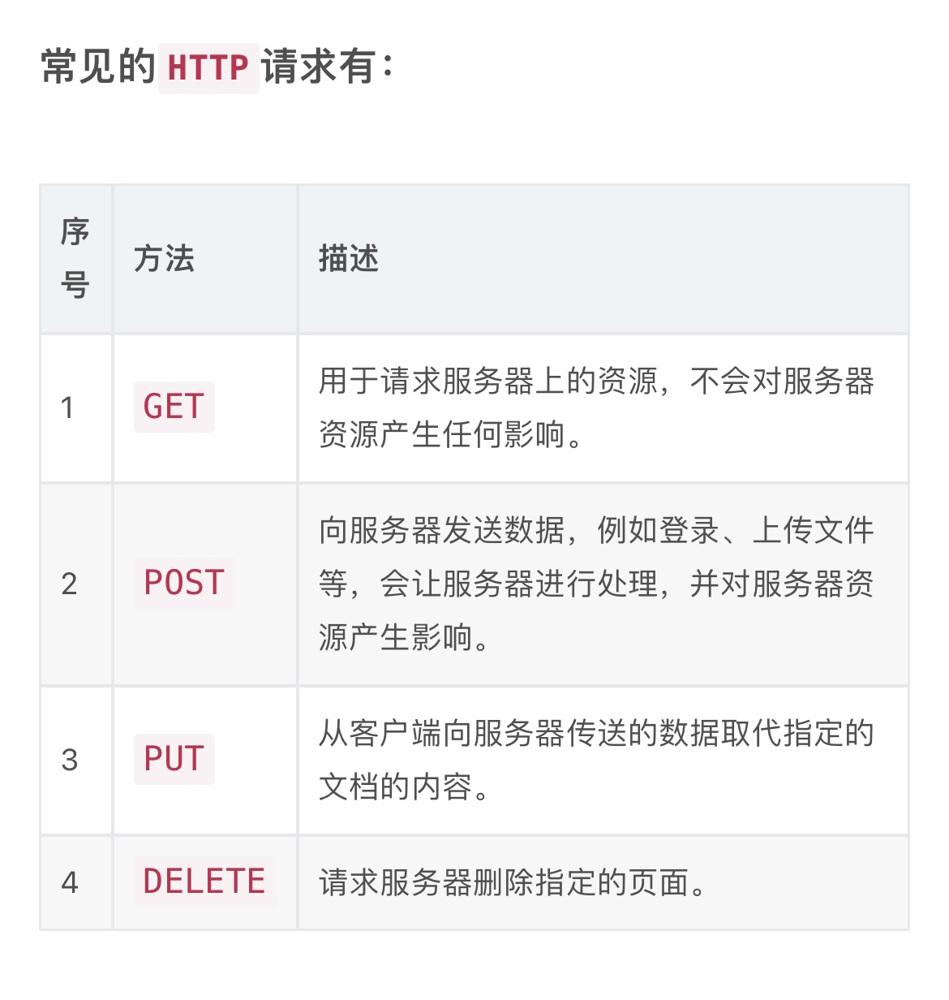 常见的HTTP请求有：
序
号
方法
描述
1
GET
用于请求服务器上的资源，不会对服务器
资源产生任何影响。
2
POST
向服务器发送数据，例如登录、上传文件
等，会让服务器进行处理，并对服务器资
源产生影响。
3
PUT
从客户端向服务器传送的数据取代指定的
文档的内容。
4
DELETE
请求服务器删除指定的页面。